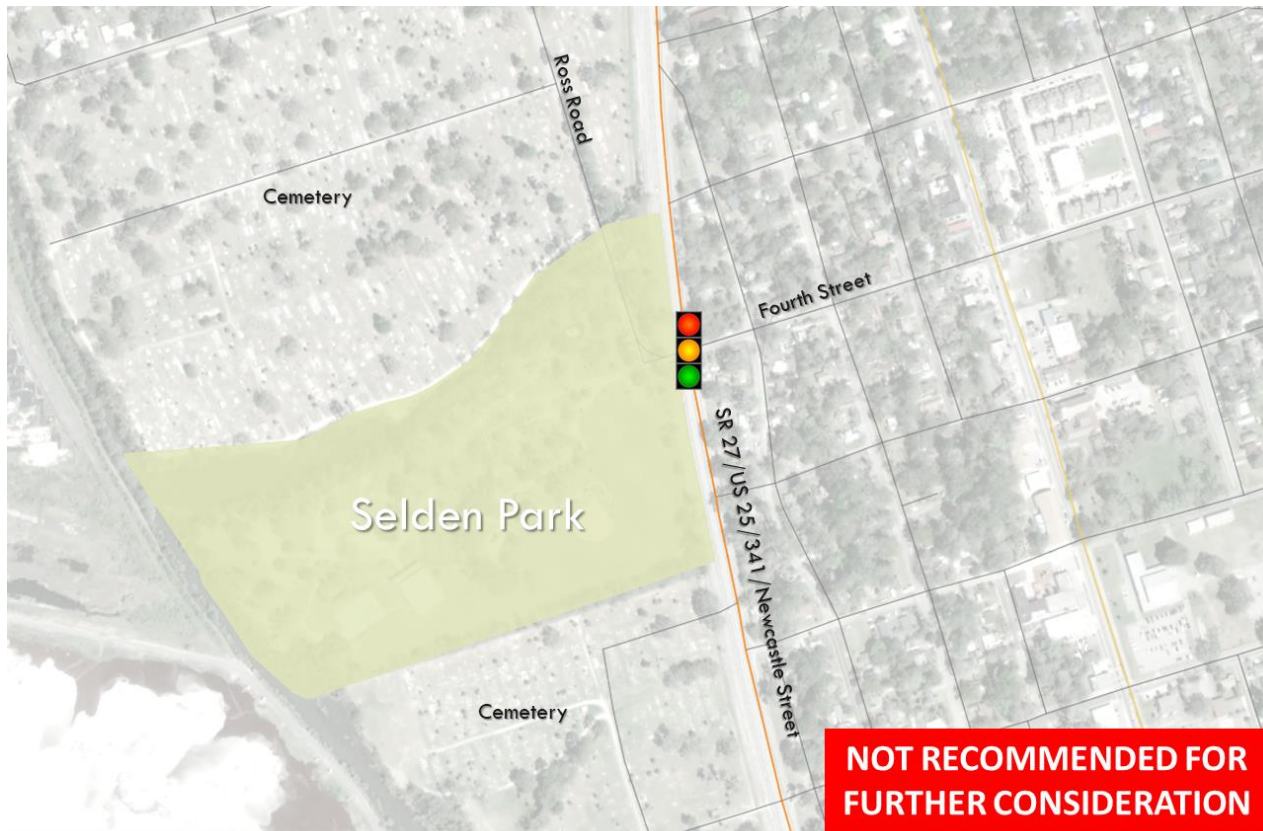 Ross Road
Cemetery
Fourth Street
SR 27/US 25/341/Newcastle Street
Selden Park
Cemetery
NOT RECOMMENDED FOR
FURTHER CONSIDERATION